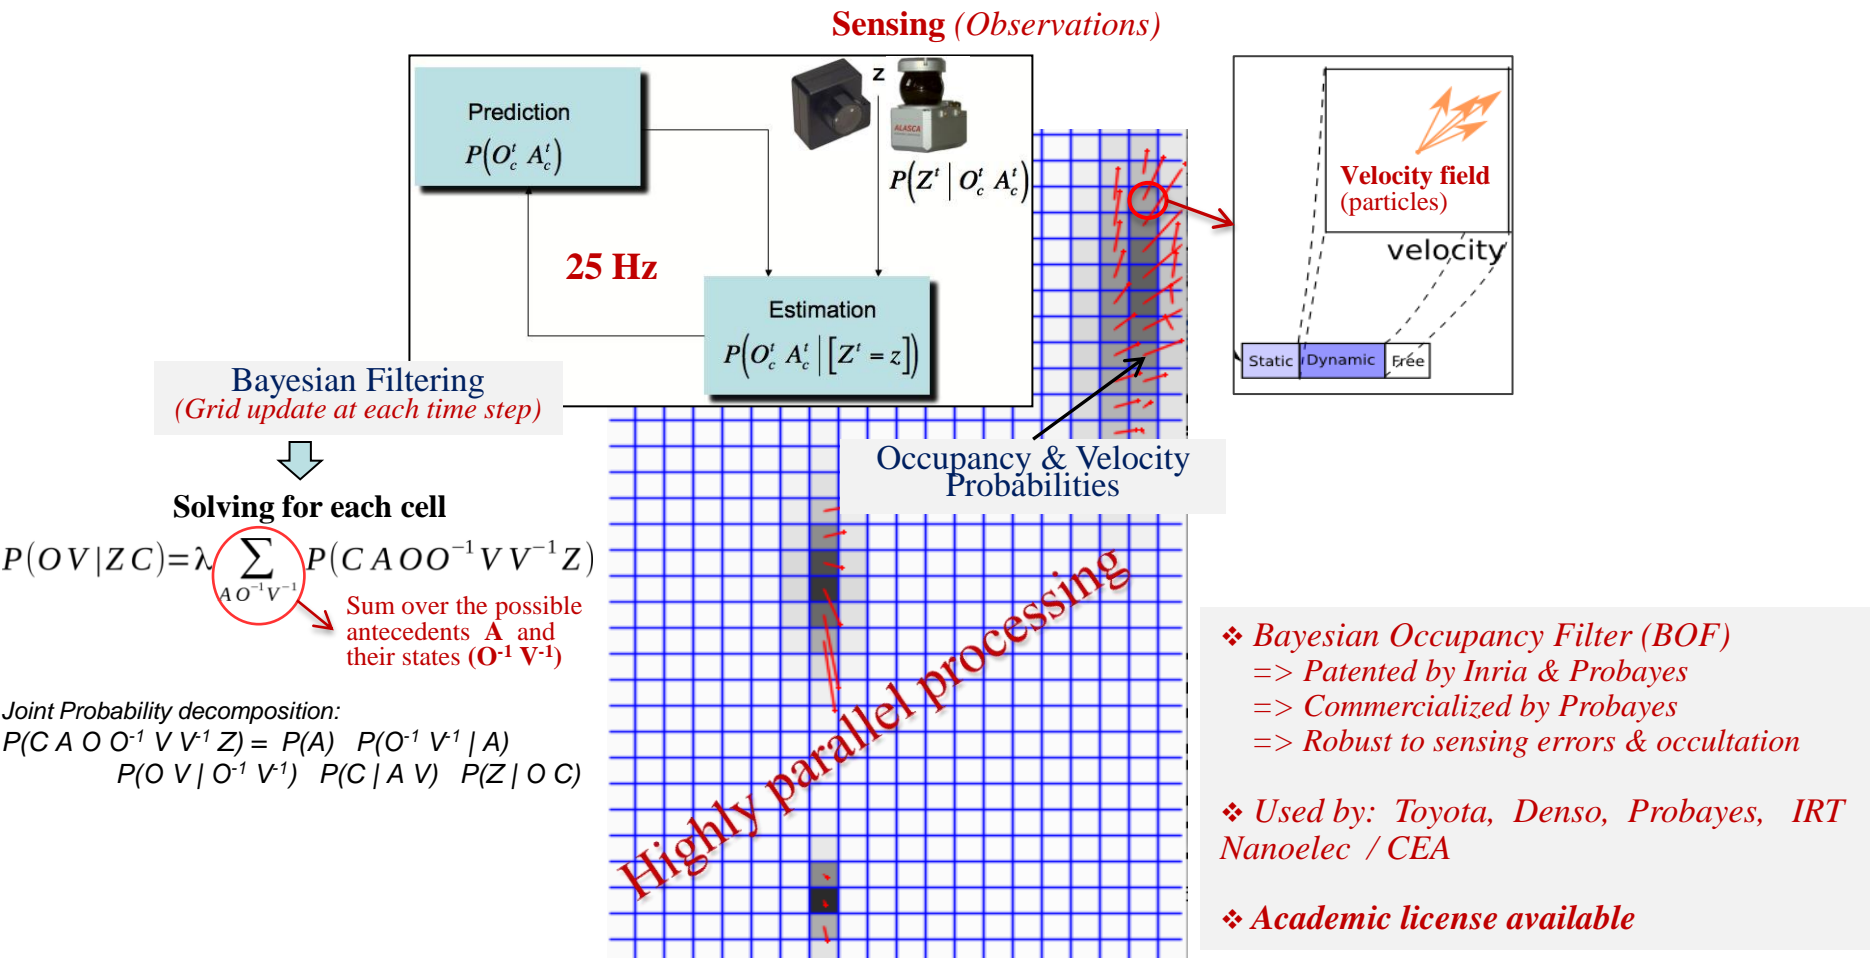 Sensing (Observations)
Prediction
P(O_c^t A_c^t)
z
ALASCA
P(Z^t | O_c^t A_c^t)
25 Hz
Estimation
P(O_c^t A_c^t | [Z^t = z])
Velocity field
(particles)
velocity
Static Dynamic Free
Bayesian Filtering
(Grid update at each time step)
Occupancy & Velocity
Probabilities
Solving for each cell
P(O V | Z C) = λ ∑ P(C A O O⁻¹ V V⁻¹ Z)
A O⁻¹ V⁻¹
Sum over the possible
antecedents A and
their states (O⁻¹ V⁻¹)
Joint Probability decomposition:
P(C A O O⁻¹ V V⁻¹ Z) = P(A) P(O⁻¹ V⁻¹ | A)
P(O V | O⁻¹ V⁻¹) P(C | A V) P(Z | O C)
Highly parallel processing
❖ Bayesian Occupancy Filter (BOF)
=> Patented by Inria & Probayes
=> Commercialized by Probayes
=> Robust to sensing errors & occultation
❖ Used by: Toyota, Denso, Probayes, IRT
Nanoelec / CEA
❖ Academic license available